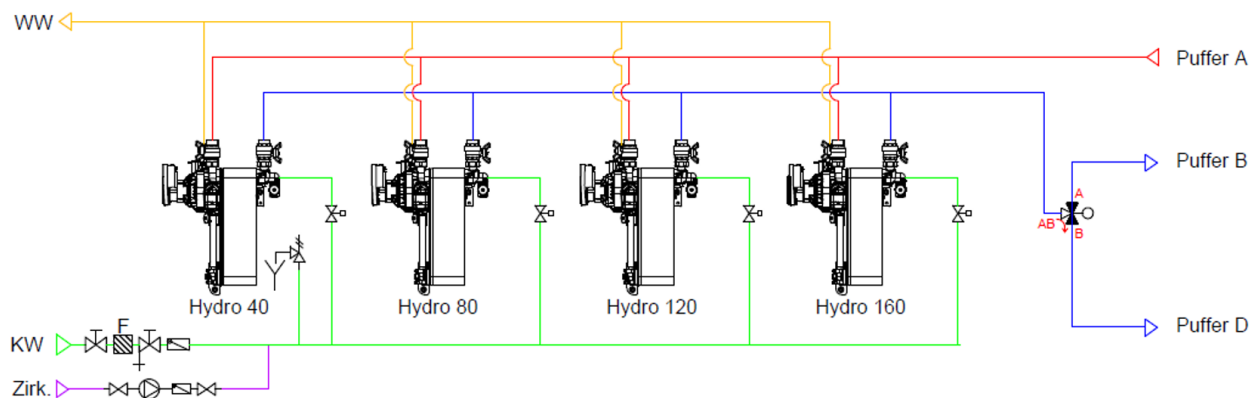 WW
Puffer A
Puffer B
A
AB
B
Hydro 40
Hydro 80
Hydro 120
Hydro 160
F
Puffer D
KW
Zirk.